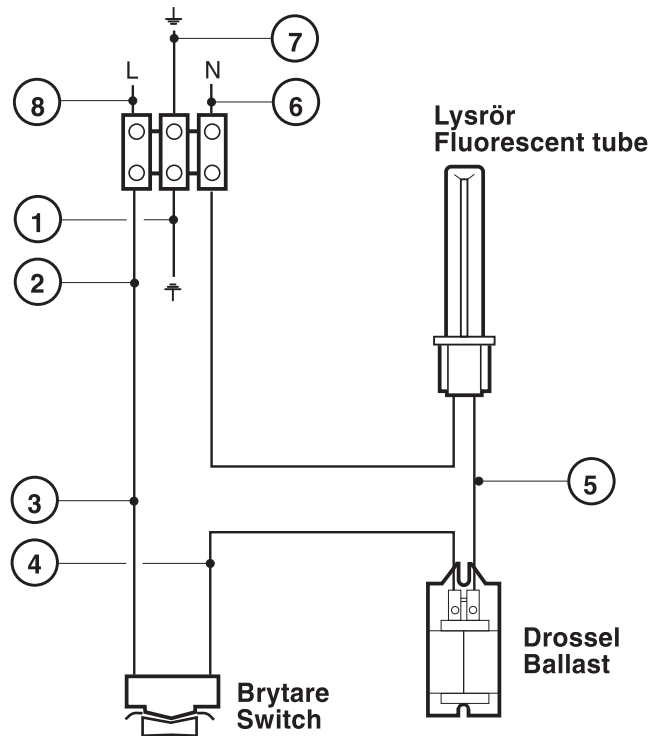 7
L
N
8
6
Lysrör
Fluorescent tube
1
2
3
5
4
Drossel
Ballast
Brytare
Switch